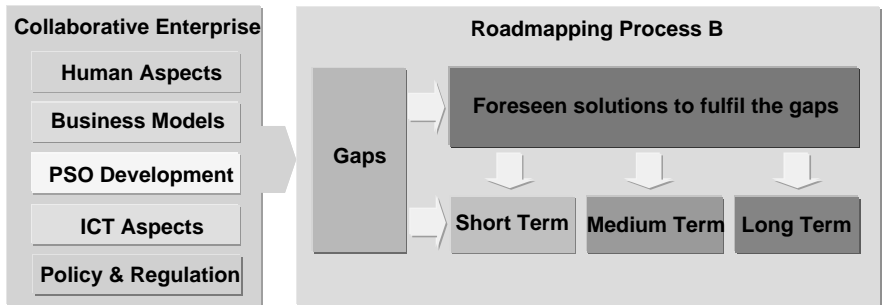 Collaborative Enterprise
Human Aspects
Business Models
PSO Development
ICT Aspects
Policy & Regulation
Roadmapping Process B
Gaps
Foreseen solutions to fulfil the gaps
Short Term
Medium Term
Long Term